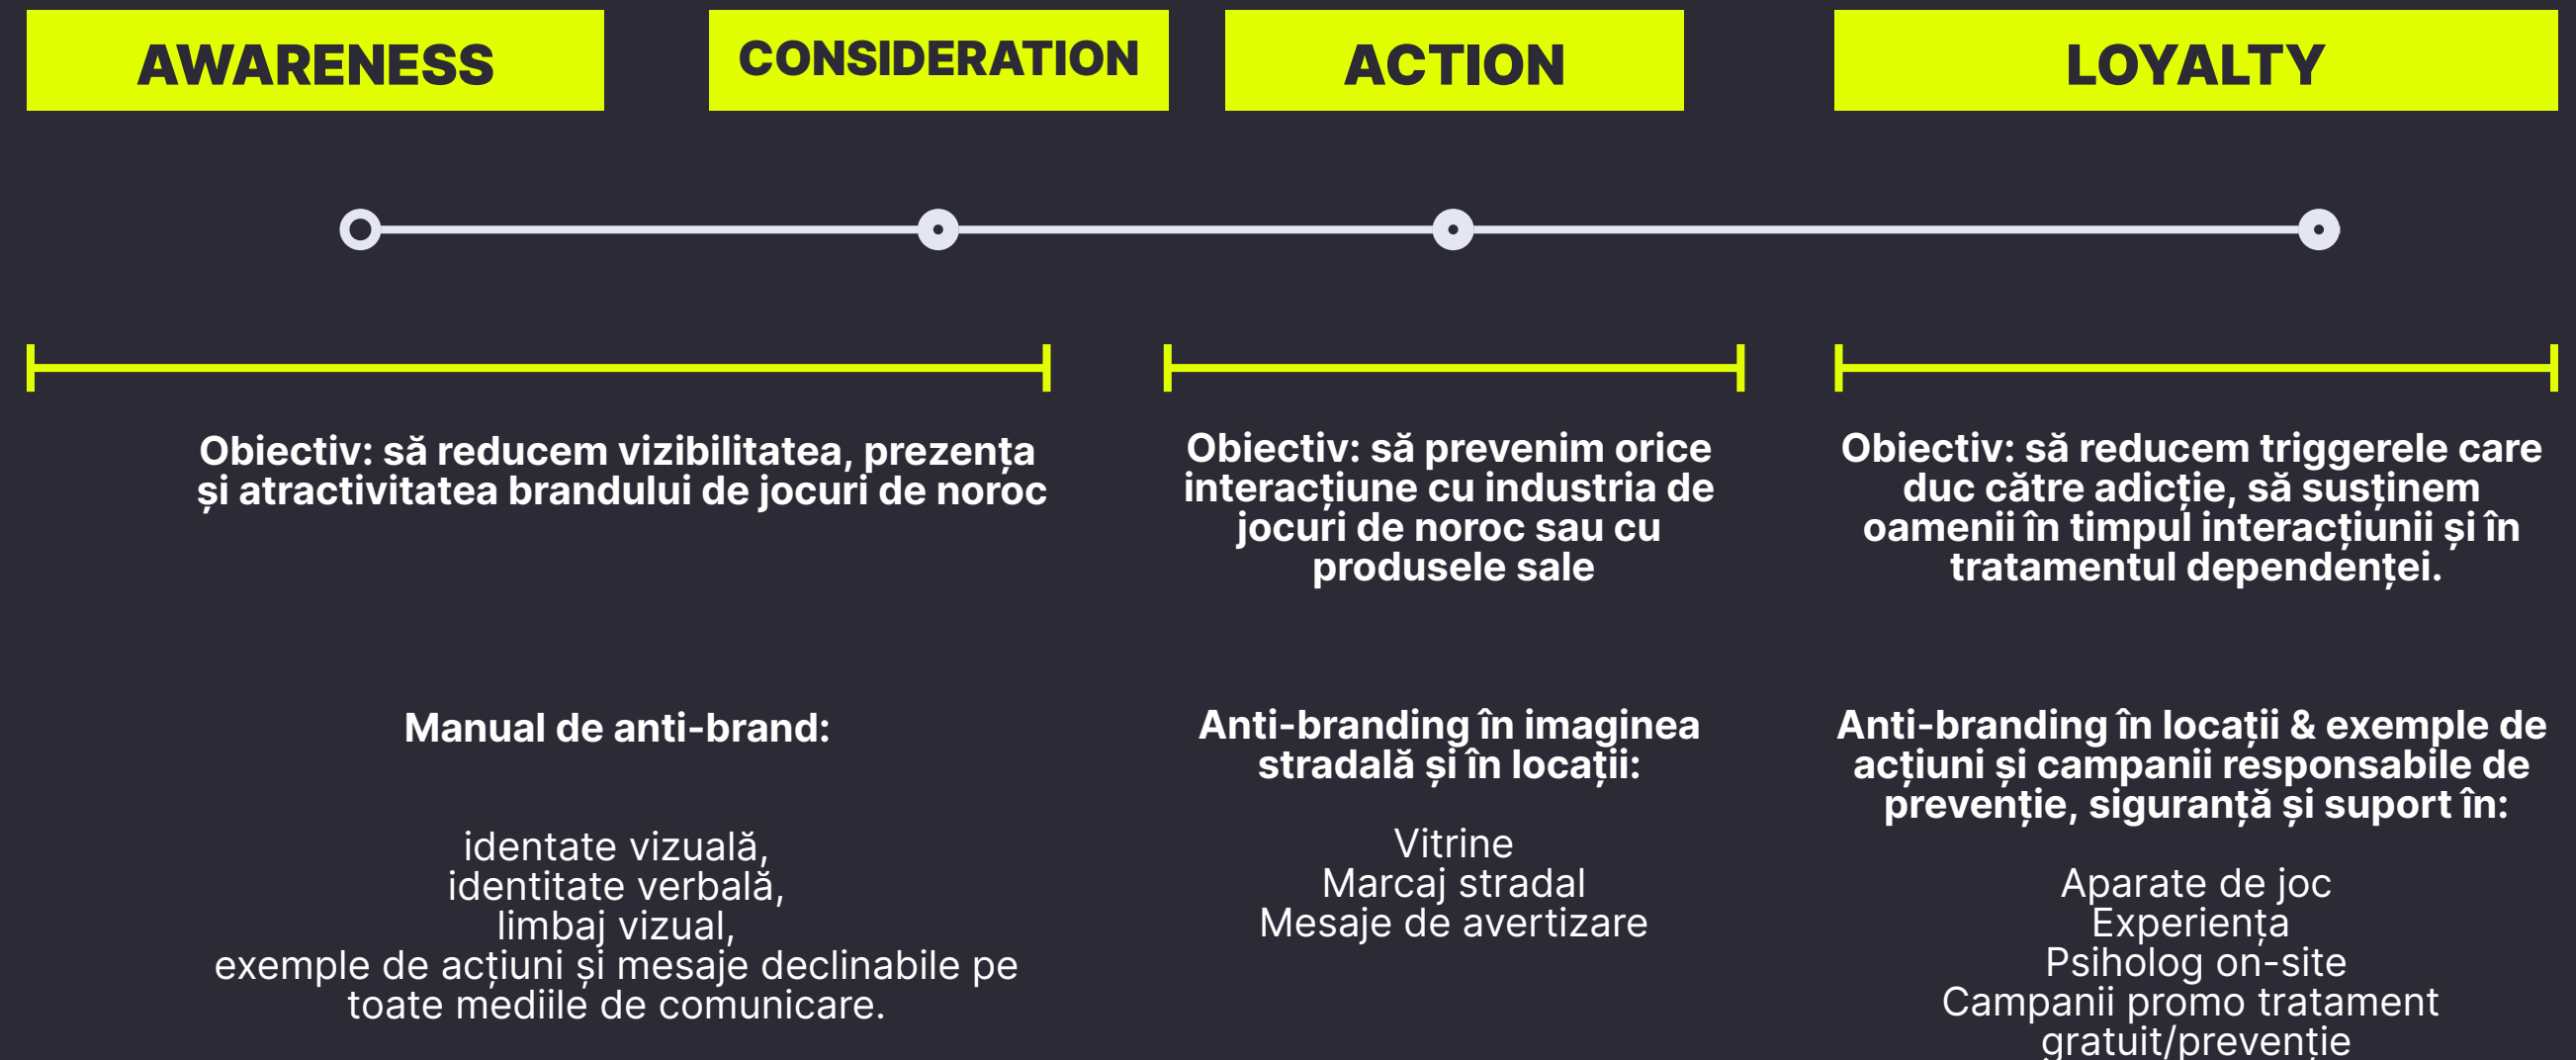 AWARENESS
CONSIDERATION
ACTION
LOYALTY
Obiectiv: să reducem vizibilitatea, prezența
și atractivitatea brandului de jocuri de noroc
Obiectiv: să prevenim orice
interacțiune cu industria de
jocuri de noroc sau cu
produsele sale
Obiectiv: să reducem triggerele care
duc către adicție, să susținem
oamenii în timpul interacțiunii și în
tratamentul dependenței.
Manual de anti-brand:
identate vizuală,
identitate verbală,
limbaj vizual,
exemple de acțiuni și mesaje declinabile pe
toate mediile de comunicare.
Anti-branding în imaginea
stradală și în locații:
Vitrine
Marcaj stradal
Mesaje de avertizare
Anti-branding în locații & exemple de
acțiuni și campanii responsabile de
prevenție, siguranță și suport în:
Aparate de joc
Experiența
Psiholog on-site
Campanii promo tratament
gratuit/prevenție